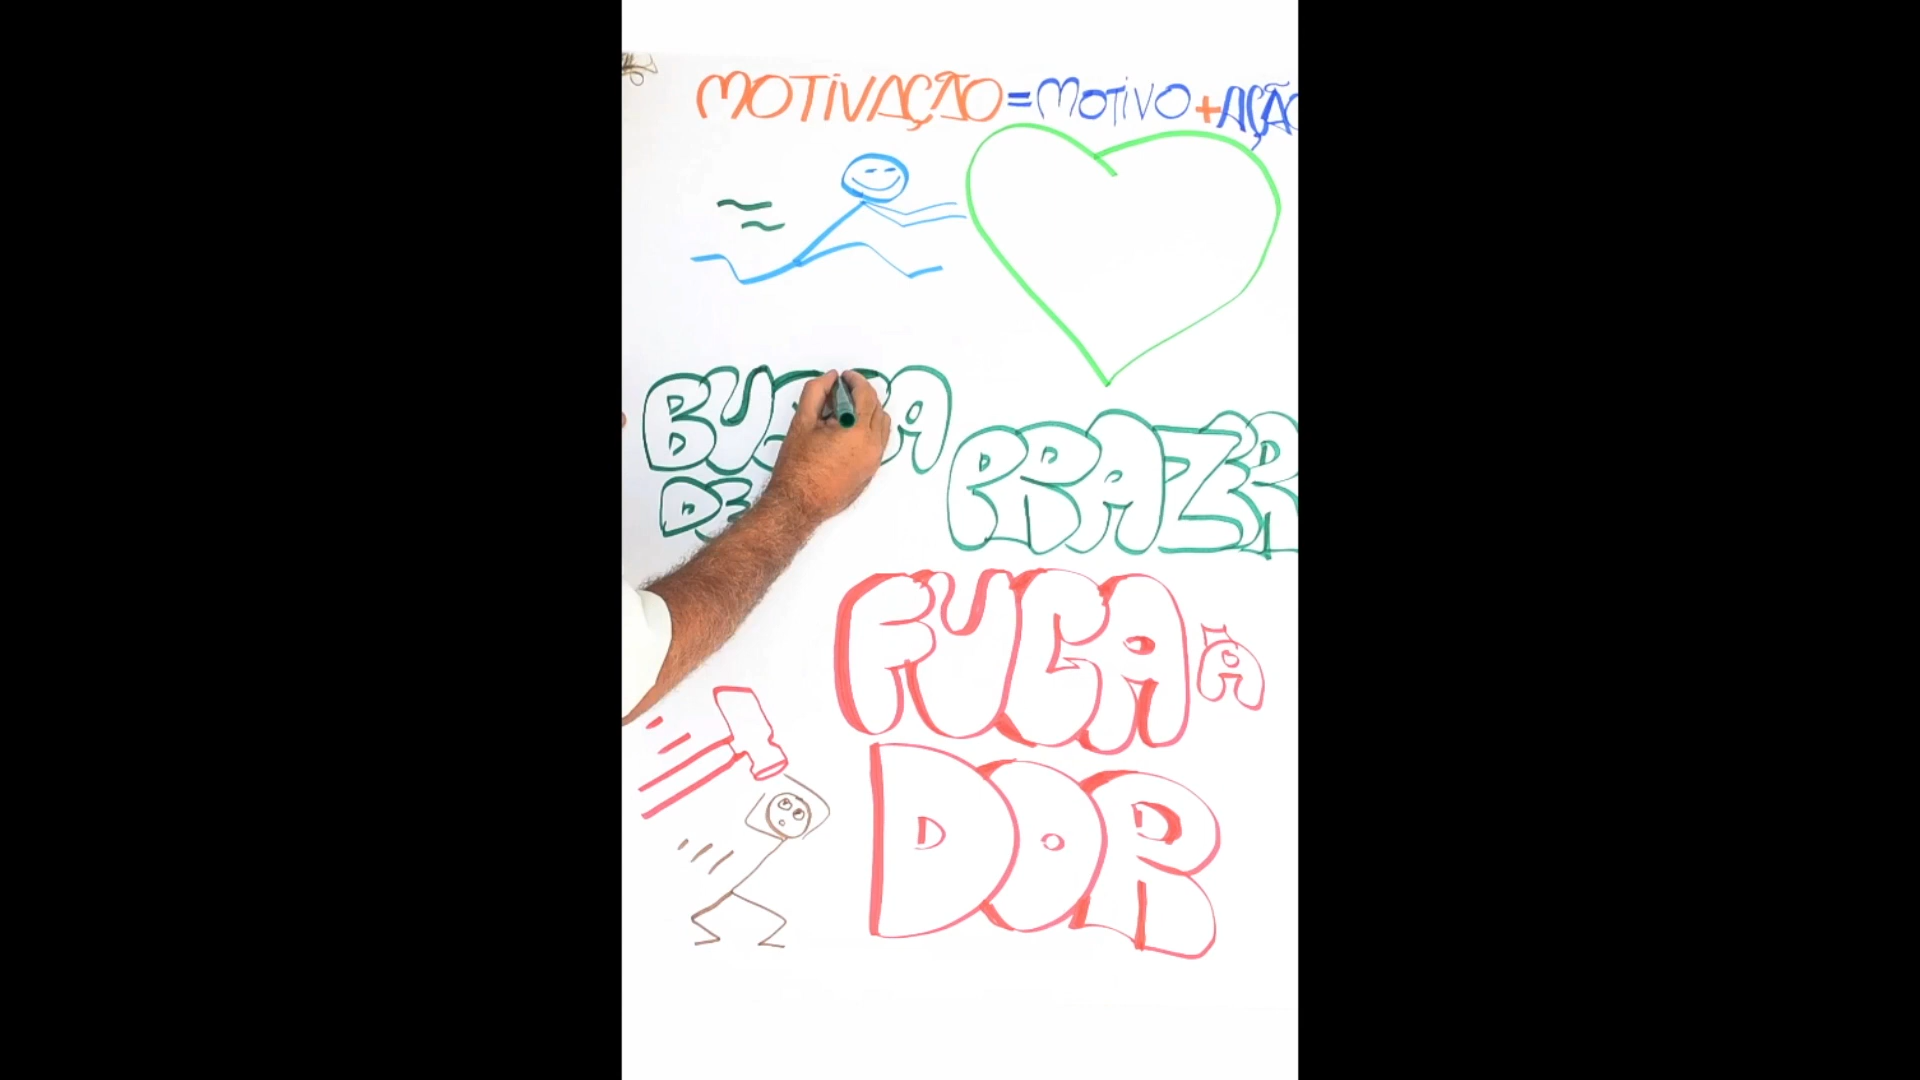 MOTIVAÇÃO = MOTIVO + AÇÃO
BUSCA
DE PRAZER
FUGA À
DOR